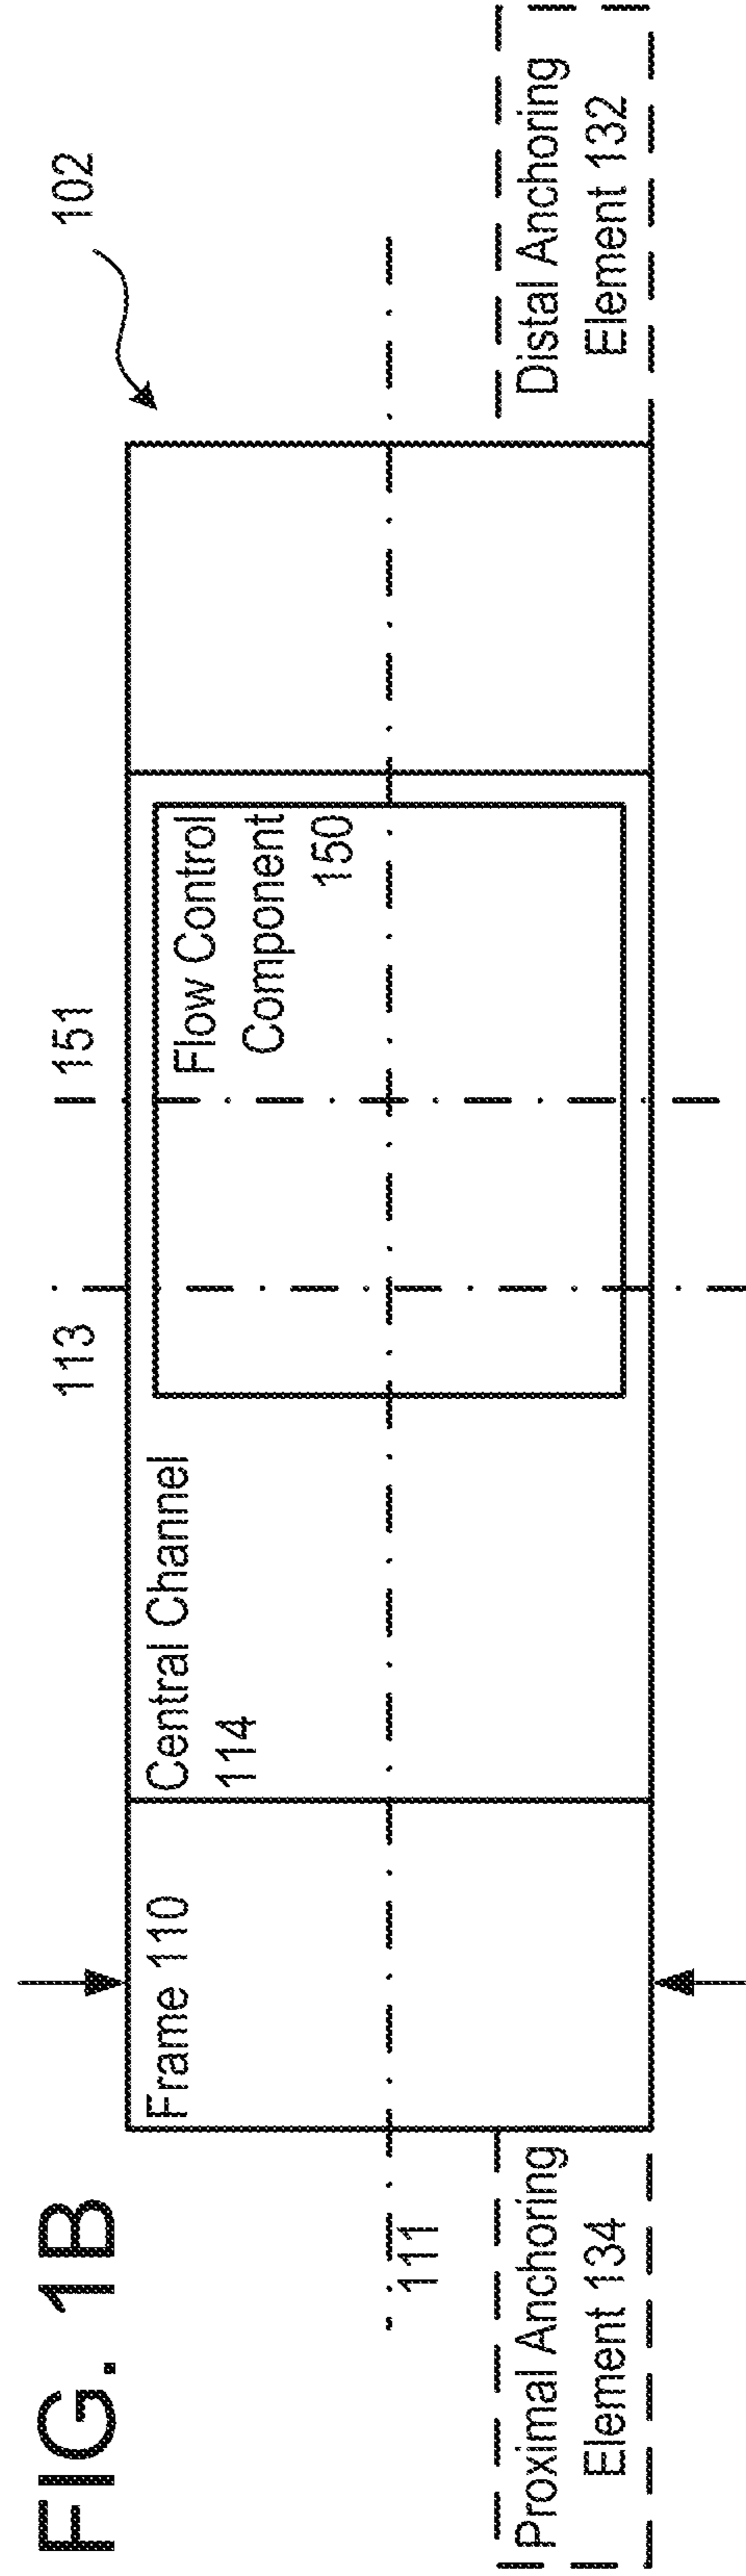 FIG. 1B
102
113
151
Frame 110
Central Channel
114
Flow Control
Component
150
111
Proximal Anchoring
Element 134
Distal Anchoring
Element 132